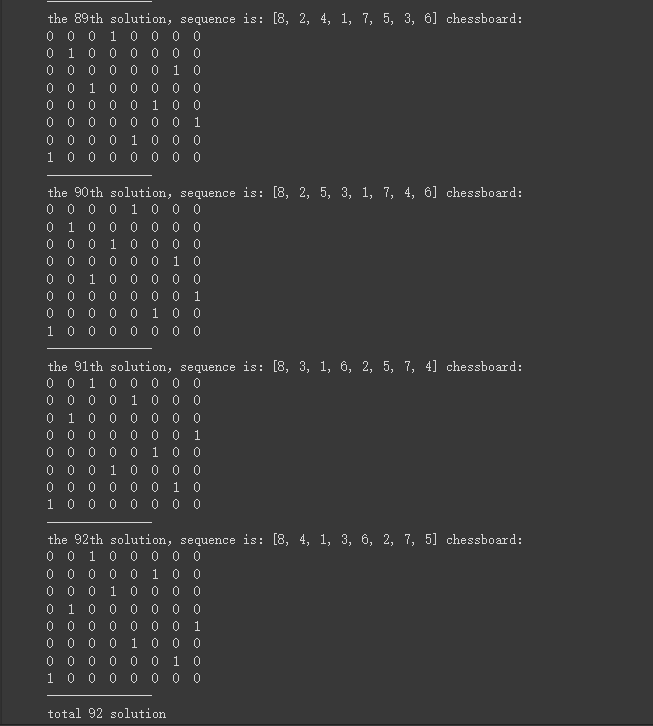 the 89th solution, sequence is: [8, 2, 4, 1, 7, 5, 3, 6] chessboard:
0 0 0 1 0 0 0 0
0 1 0 0 0 0 0 0
0 0 0 0 0 0 1 0
0 0 1 0 0 0 0 0
0 0 0 0 0 1 0 0
0 0 0 0 0 0 0 1
0 0 0 0 1 0 0 0
1 0 0 0 0 0 0 0
the 90th solution, sequence is: [8, 2, 5, 3, 1, 7, 4, 6] chessboard:
0 0 0 0 1 0 0 0
0 1 0 0 0 0 0 0
0 0 0 1 0 0 0 0
0 0 0 0 0 0 1 0
0 0 1 0 0 0 0 0
0 0 0 0 0 0 0 1
0 0 0 0 0 1 0 0
1 0 0 0 0 0 0 0
the 91th solution, sequence is: [8, 3, 1, 6, 2, 5, 7, 4] chessboard:
0 0 1 0 0 0 0 0
0 0 0 0 1 0 0 0
0 1 0 0 0 0 0 0
0 0 0 0 0 0 0 1
0 0 0 0 0 1 0 0
0 0 0 1 0 0 0 0
0 0 0 0 0 0 1 0
1 0 0 0 0 0 0 0
the 92th solution, sequence is: [8, 4, 1, 3, 6, 2, 7, 5] chessboard:
0 0 1 0 0 0 0 0
0 0 0 0 0 1 0 0
0 0 0 1 0 0 0 0
0 1 0 0 0 0 0 0
0 0 0 0 0 0 0 1
0 0 0 0 1 0 0 0
0 0 0 0 0 0 1 0
1 0 0 0 0 0 0 0
total 92 solution